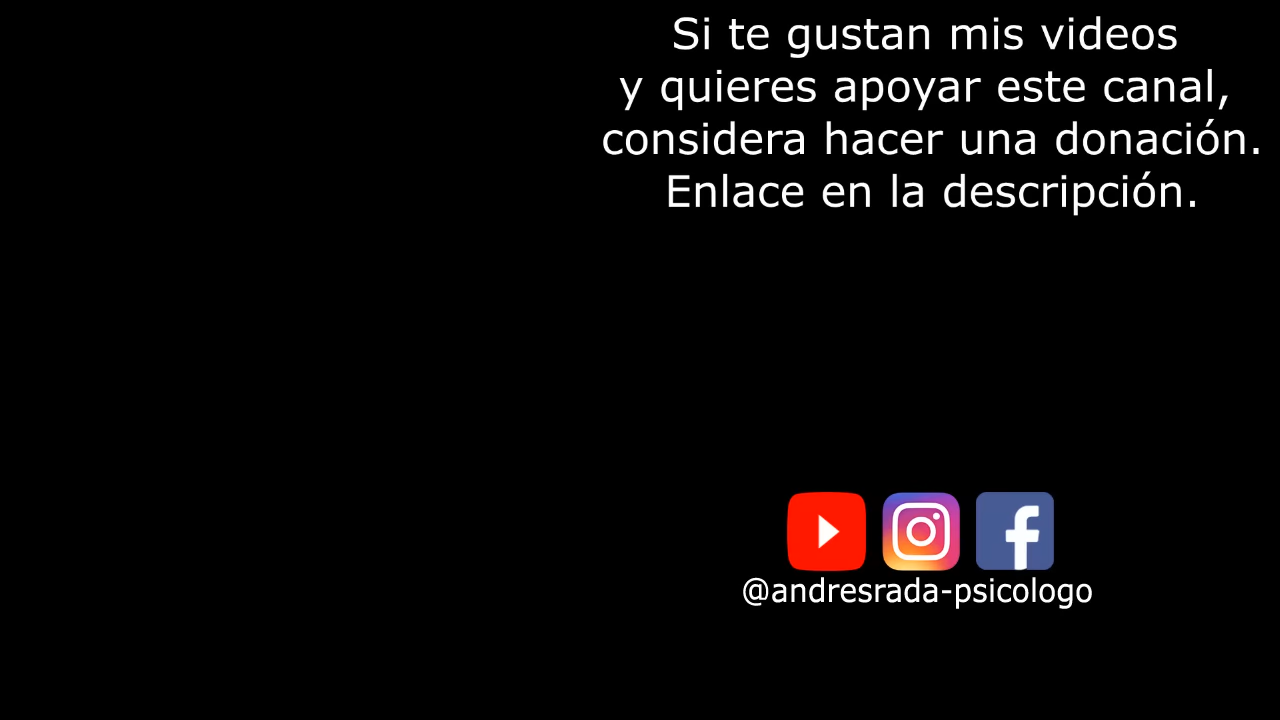 Si te gustan mis videos
y quieres apoyar este canal,
considera hacer una donación.
Enlace en la descripción.
@andresrada-psicologo